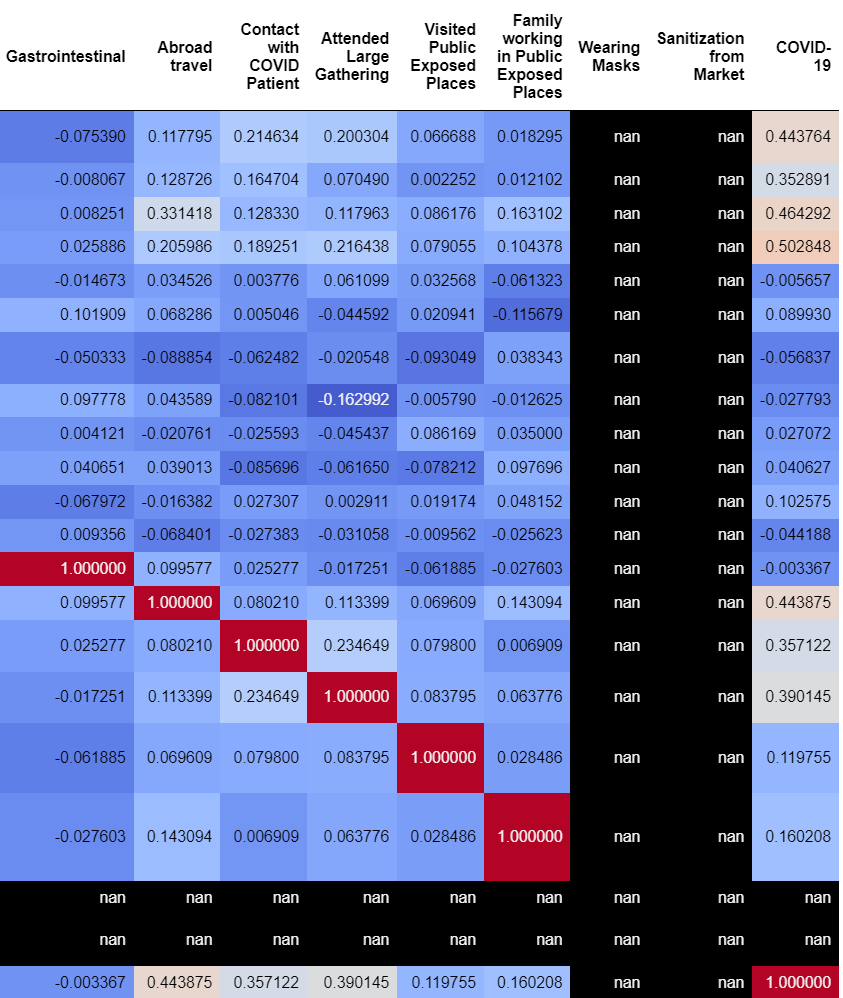 Gastrointestinal Abroad travel Contact with COVID Patient Attended Large Gathering Visited Public Exposed Places Family working in Public Exposed Places Wearing Masks Sanitization from Market COVID-19
-0.075390 0.117795 0.214634 0.200304 0.066688 0.018295 nan nan 0.443764
-0.008067 0.128726 0.164704 0.070490 0.002252 0.012102 nan nan 0.352891
0.008251 0.331418 0.128330 0.117963 0.086176 0.163102 nan nan 0.464292
0.025886 0.205986 0.189251 0.216438 0.079055 0.104378 nan nan 0.502848
-0.014673 0.034526 0.003776 0.061099 0.032568 -0.061323 nan nan -0.005657
0.101909 0.068286 0.005046 -0.044592 0.020941 -0.115679 nan nan 0.089930
-0.050333 -0.088854 -0.062482 -0.020548 -0.093049 0.038343 nan nan -0.056837
0.097778 0.043589 -0.082101 -0.162992 -0.005790 -0.012625 nan nan -0.027793
0.004121 -0.020761 -0.025593 -0.045437 0.086169 0.035000 nan nan 0.027072
0.040651 0.039013 -0.085696 -0.061650 -0.078212 0.097696 nan nan 0.040627
-0.067972 -0.016382 0.027307 0.002911 0.019174 0.048152 nan nan 0.102575
0.009356 -0.068401 -0.027383 -0.031058 -0.009562 -0.025623 nan nan -0.044188
1.000000 0.099577 0.025277 -0.017251 -0.061885 -0.027603 nan nan -0.003367
0.099577 1.000000 0.080210 0.113399 0.069609 0.143094 nan nan 0.443875
0.025277 0.080210 1.000000 0.234649 0.079800 0.006909 nan nan 0.357122
-0.017251 0.113399 0.234649 1.000000 0.083795 0.063776 nan nan 0.390145
-0.061885 0.069609 0.079800 0.083795 1.000000 0.028486 nan nan 0.119755
-0.027603 0.143094 0.006909 0.063776 0.028486 1.000000 nan nan 0.160208
nan nan nan nan nan nan nan nan nan
nan nan nan nan nan nan nan nan nan
-0.003367 0.443875 0.357122 0.390145 0.119755 0.160208 nan nan 1.000000